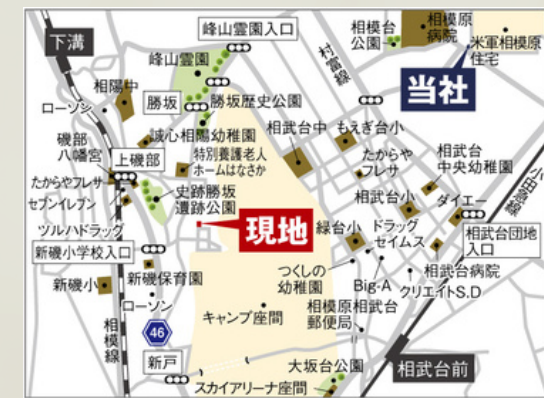 下溝
峰山霊園入口
相模台
公園
相模原
病院
米軍相模原
住宅
村富線
当社
峰山霊園
相陽中
ローソン
勝坂
勝坂歴史公園
誠心相陽幼稚園
相武台中
もえぎ台小
磯部
八幡宮
上磯部
特別養護老人
ホームはなさか
たからや
フレサ
相武台
中央幼稚園
小田急線
たからやフレサ
セブンイレブン
史跡勝坂
遺跡公園
相武台小
ダイエー
ツルハドラッグ
現地
緑台小
ドラッグ
セイムス
相武台団地
入口
新磯小学校入口
つくしの
幼稚園
Big-A
相武台病院
クリエイトS.D
新磯小
新磯保育園
ローソン
キャンプ座間
相模原相武台
郵便局
46
相模線
新戸
大坂台公園
相武台前
スカイアリーナ座間